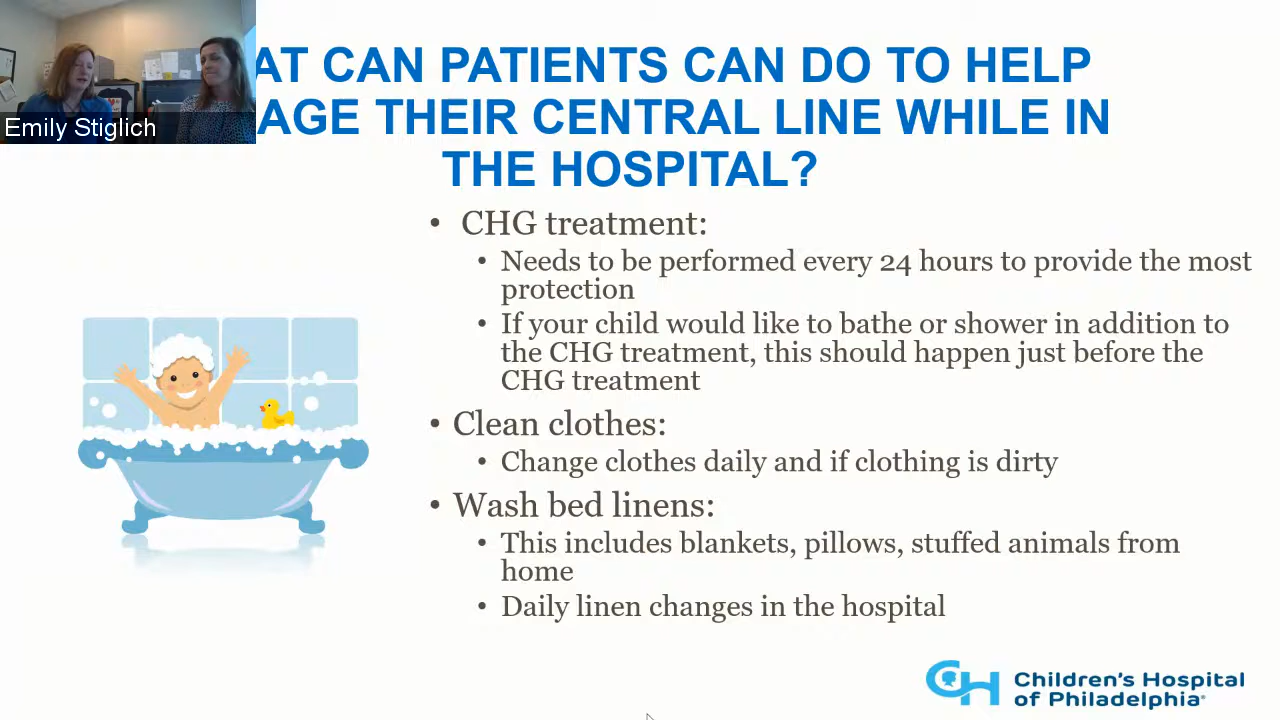 AT CAN PATIENTS CAN DO TO HELP
AGE THEIR CENTRAL LINE WHILE IN
THE HOSPITAL?
Emily Stiglich
• CHG treatment:
• Needs to be performed every 24 hours to provide the most
protection
• If your child would like to bathe or shower in addition to
the CHG treatment, this should happen just before the
CHG treatment
• Clean clothes:
• Change clothes daily and if clothing is dirty
• Wash bed linens:
• This includes blankets, pillows, stuffed animals from
home
• Daily linen changes in the hospital
CH Children's Hospital
of Philadelphia®